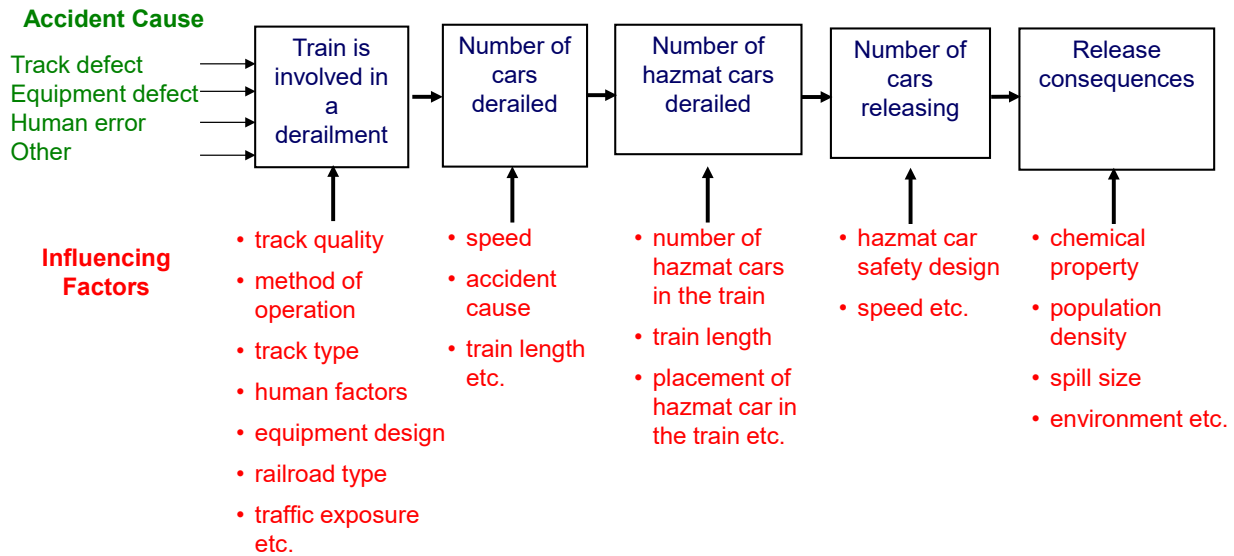 Accident Cause
Track defect
Equipment defect
Human error
Other
Train is
involved in
a
derailment
Number of
cars
derailed
Number of
hazmat cars
derailed
Number of
cars
releasing
Release
consequences
Influencing
Factors
• track quality
• method of
operation
• track type
• human factors
• equipment design
• railroad type
• traffic exposure
etc.
• speed
• accident
cause
• train length
etc.
• number of
hazmat cars
in the train
• train length
• placement of
hazmat car in
the train etc.
• hazmat car
safety design
• speed etc.
• chemical
property
• population
density
• spill size
• environment etc.